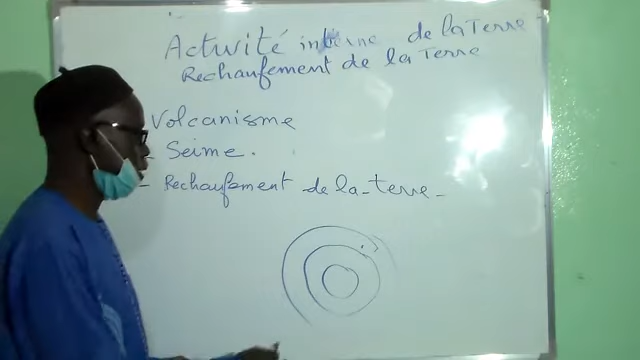 Activité interne de la Terre
Rechaufement de la Terre
Volcanisme
- Seime.
- Rechaufement de la terre